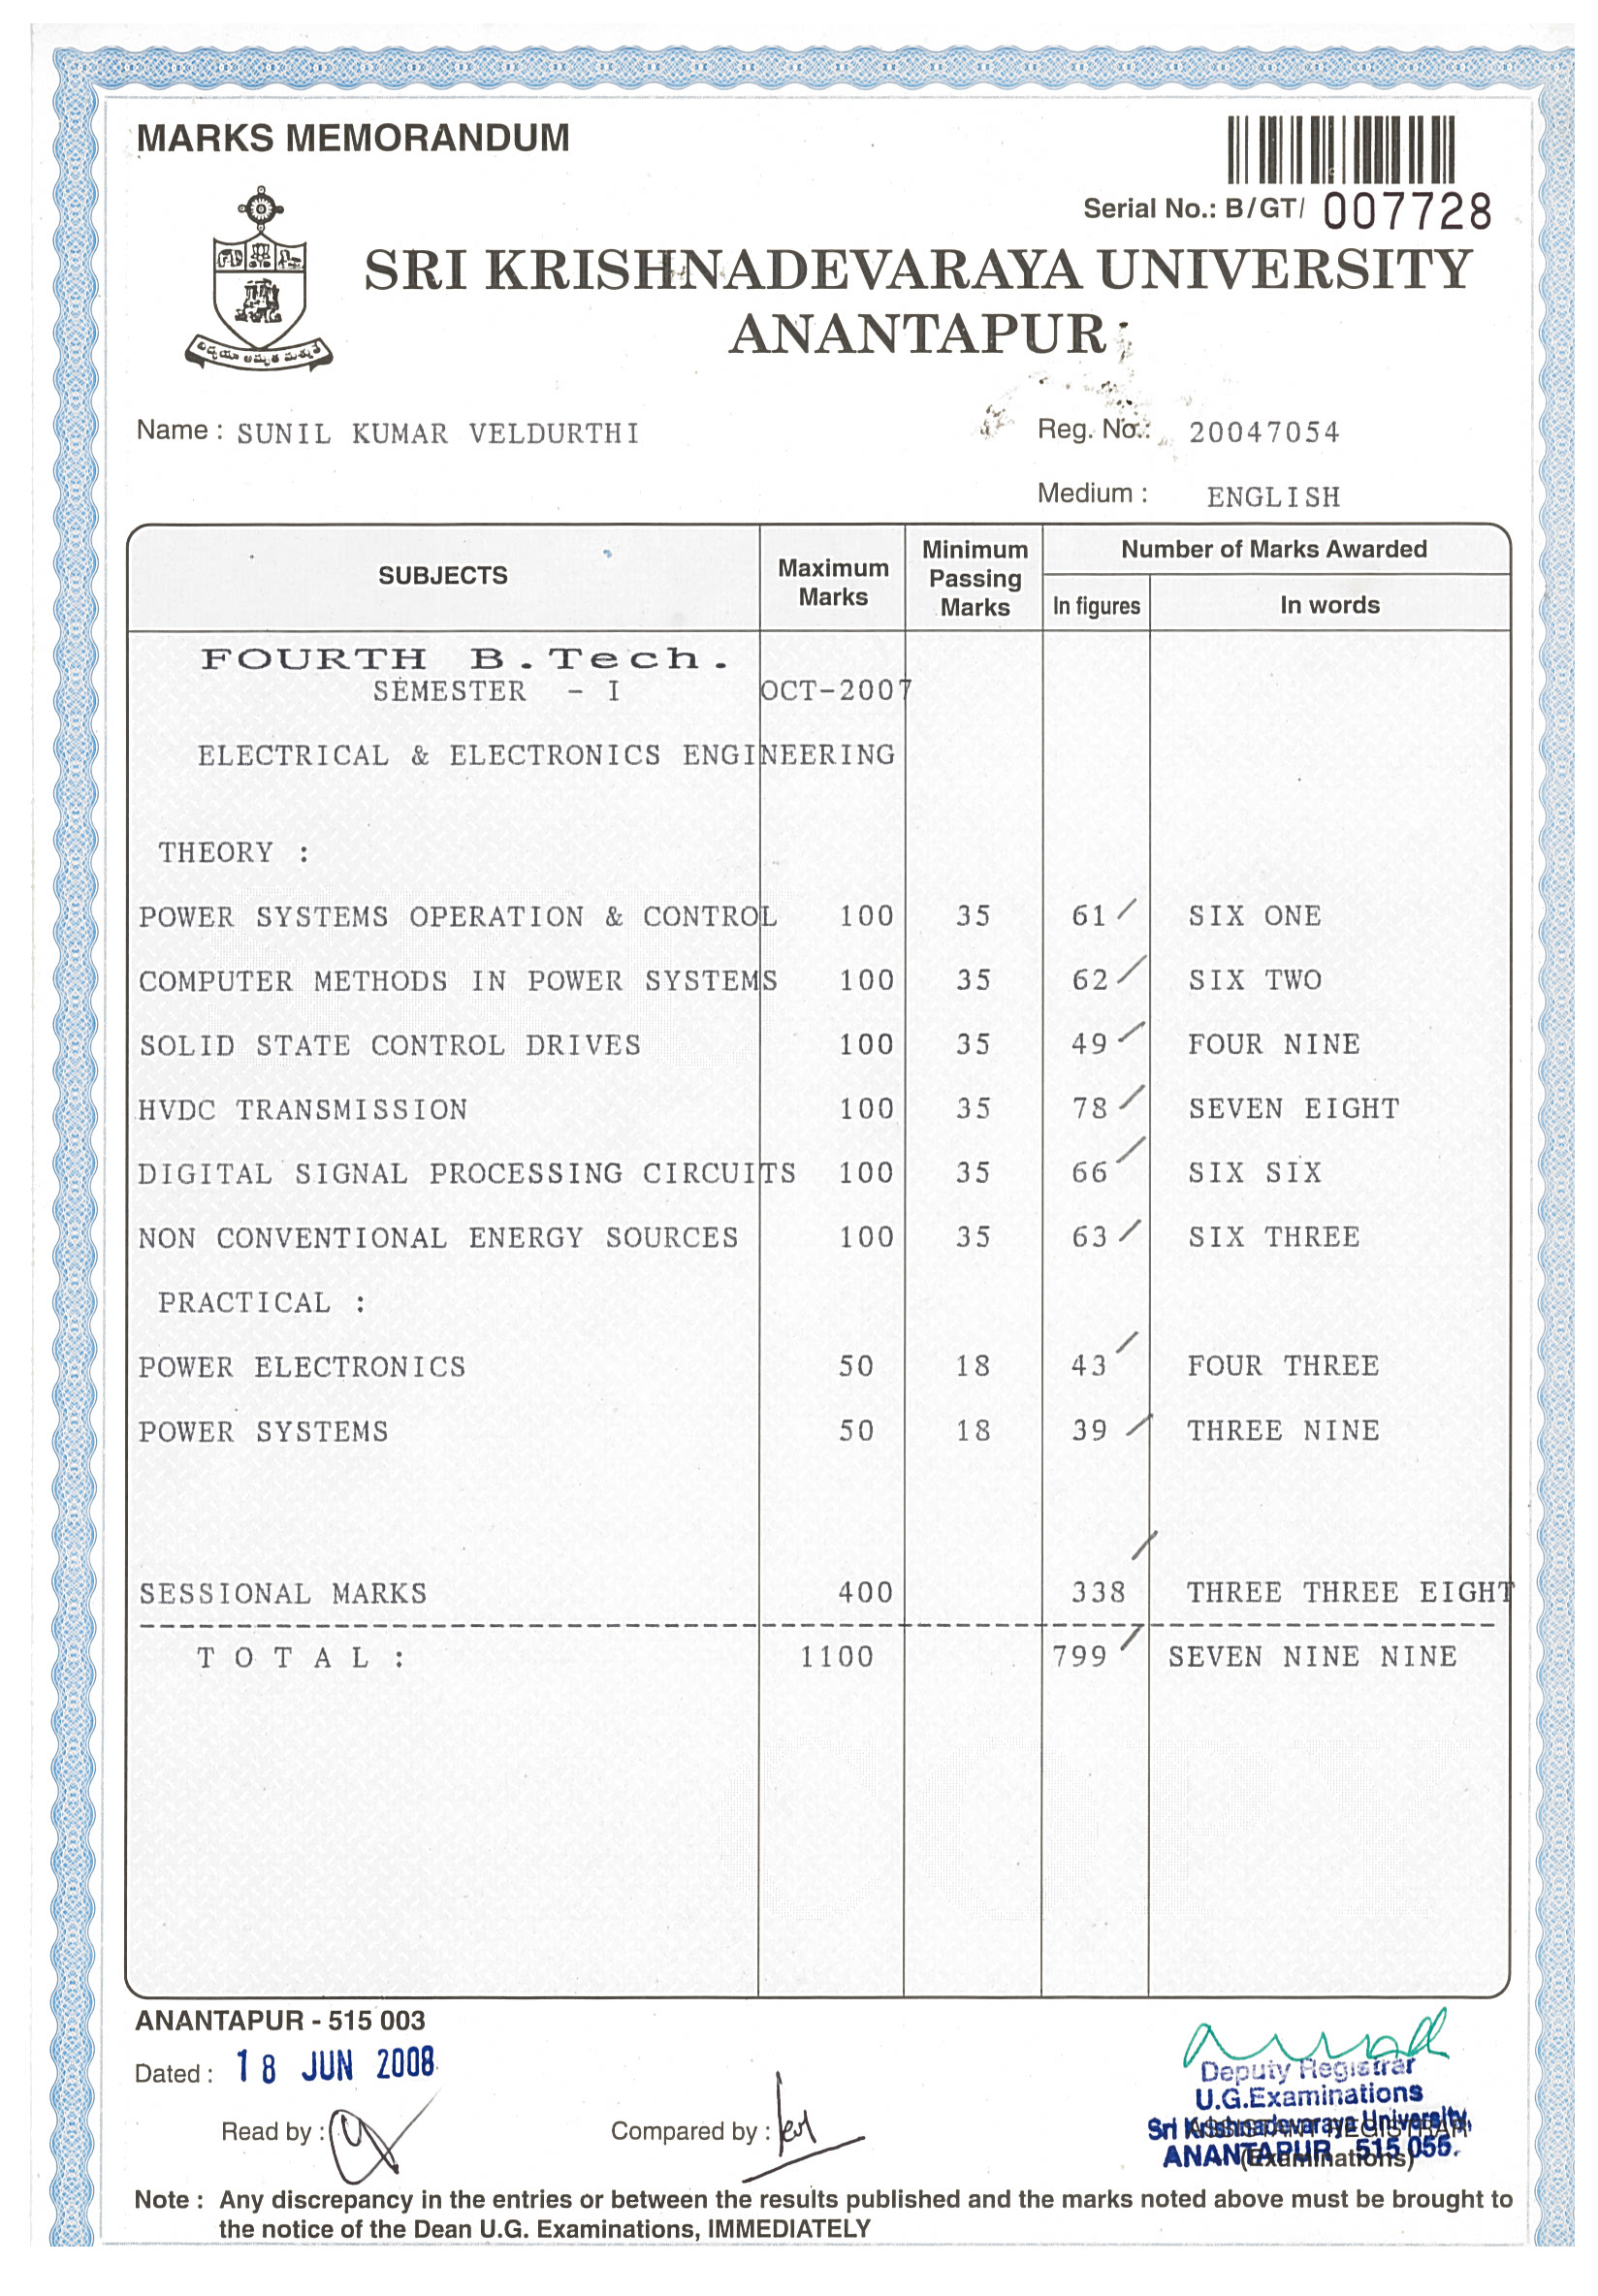 MARKS MEMORANDUM
Serial No.: B/GT/ 007728
SRI KRISHNADEVARAYA UNIVERSITY
ANANTAPUR
విద్యయా అమృత మశ్నుతే
Name : SUNIL KUMAR VELDURTHI Reg. No.: 20047054
Medium : ENGLISH
SUBJECTS Maximum Marks Minimum Passing Marks Number of Marks Awarded
In figures In words
FOURTH B.Tech.
SEMESTER - I OCT-2007
ELECTRICAL & ELECTRONICS ENGINEERING
THEORY :
POWER SYSTEMS OPERATION & CONTROL 100 35 61 SIX ONE
COMPUTER METHODS IN POWER SYSTEMS 100 35 62 SIX TWO
SOLID STATE CONTROL DRIVES 100 35 49 FOUR NINE
HVDC TRANSMISSION 100 35 78 SEVEN EIGHT
DIGITAL SIGNAL PROCESSING CIRCUITS 100 35 66 SIX SIX
NON CONVENTIONAL ENERGY SOURCES 100 35 63 SIX THREE
PRACTICAL :
POWER ELECTRONICS 50 18 43 FOUR THREE
POWER SYSTEMS 50 18 39 THREE NINE
SESSIONAL MARKS 400 338 THREE THREE EIGHT
T O T A L : 1100 799 SEVEN NINE NINE
ANANTAPUR - 515 003
Dated : 18 JUN 2008
Deputy Registrar
U.G.Examinations
Sri Krishnadevaraya University,
ASSISTANT REGISTRAR
ANANTAPUR 515 055.
(Examinations)
Read by :
Compared by :
Note : Any discrepancy in the entries or between the results published and the marks noted above must be brought to
the notice of the Dean U.G. Examinations, IMMEDIATELY